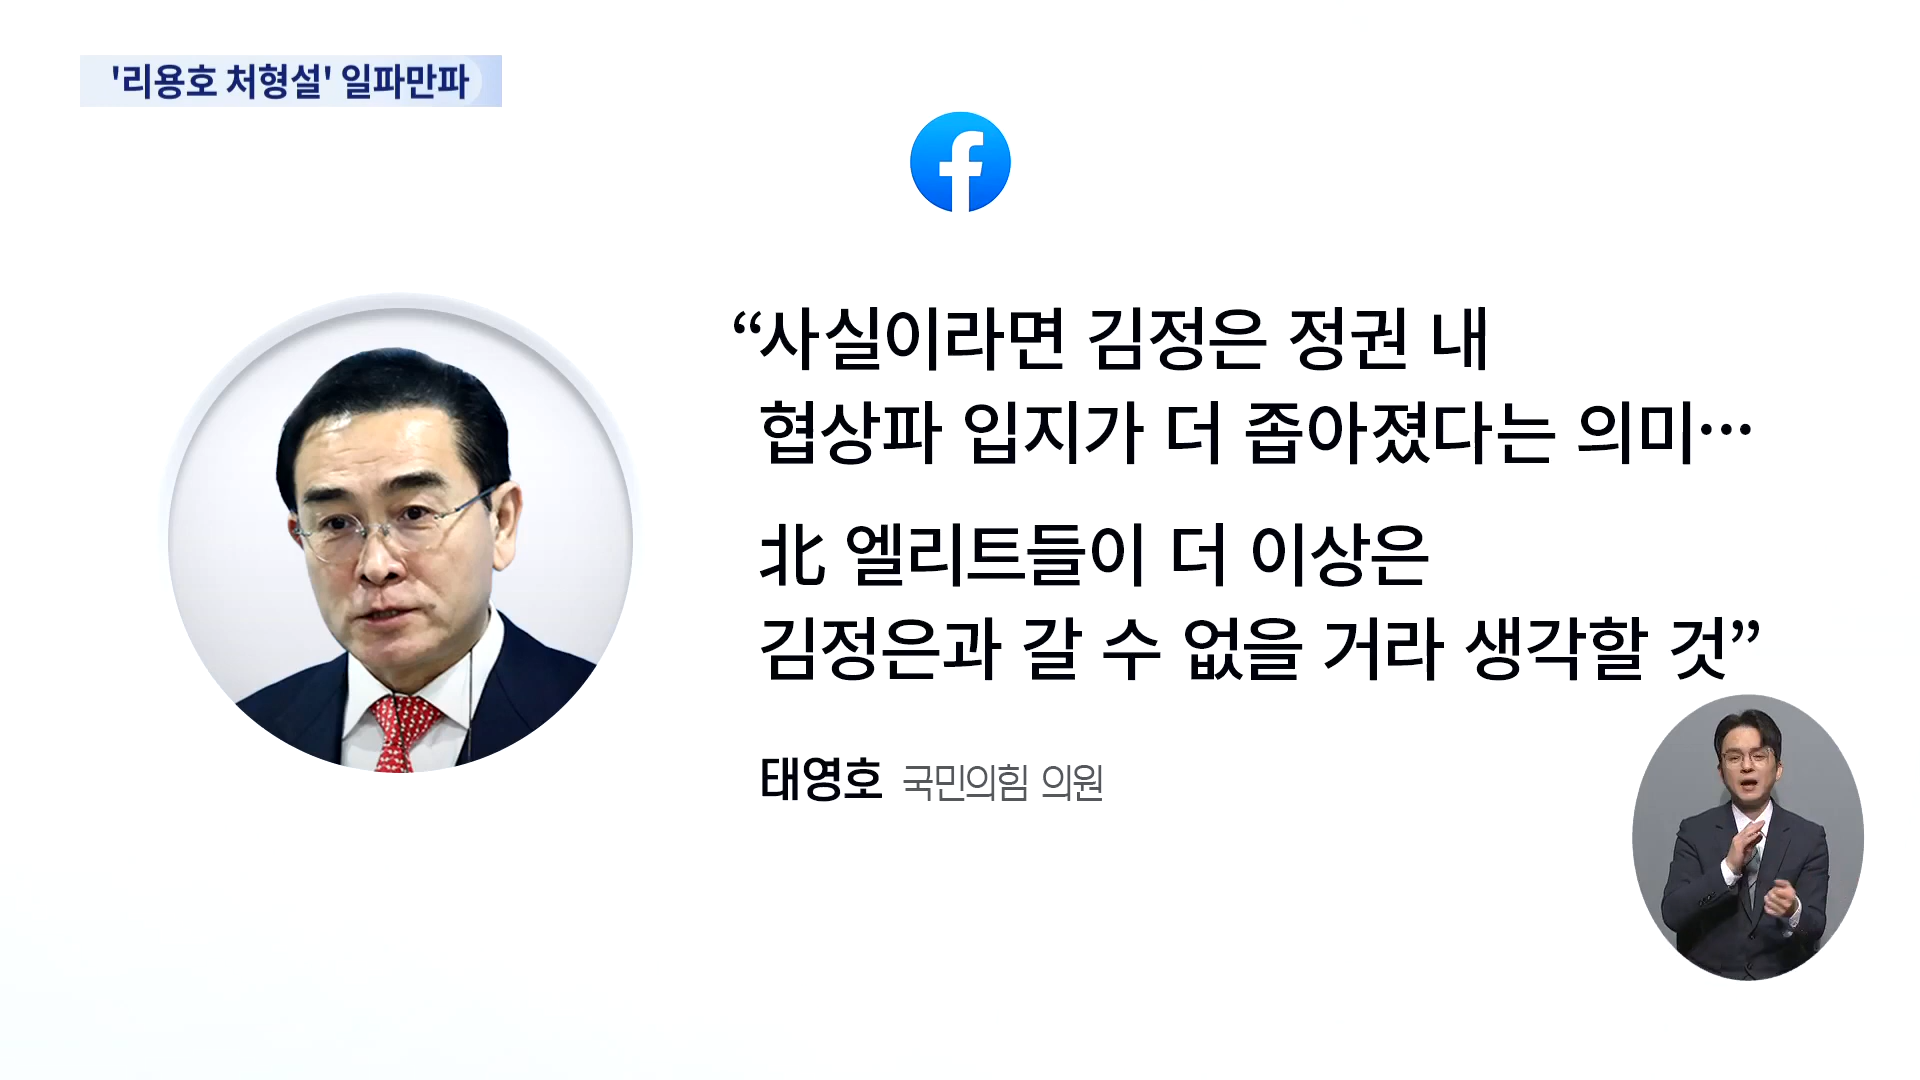 '리용호 처형설' 일파만파
“사실이라면 김정은 정권 내
협상파 입지가 더 좁아졌다는 의미…
北 엘리트들이 더 이상은
김정은과 갈 수 없을 거라 생각할 것”
태영호 국민의힘 의원